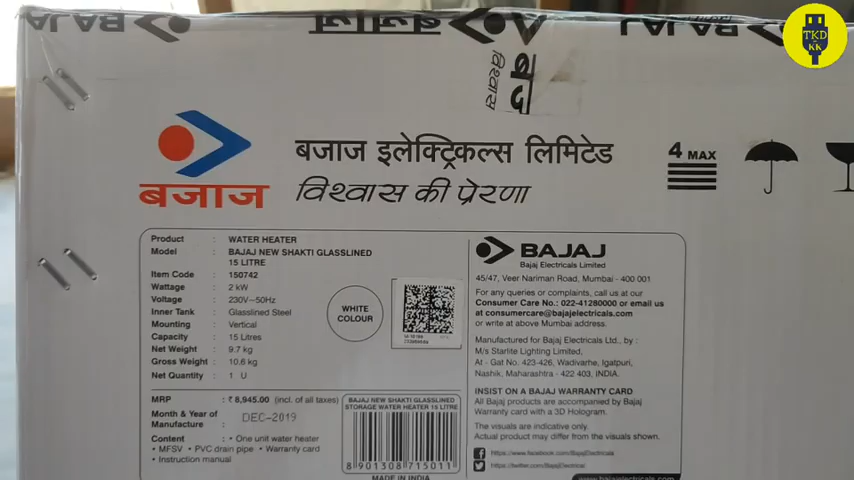 BAJAJ
बजाज
BAJAJ
बज
विश्वास
TKD
KK
बजाज इलेक्ट्रिकल्स लिमिटेड
विश्वास की प्रेरणा
बजाज
4 MAX
Product : WATER HEATER
Model : BAJAJ NEW SHAKTI GLASSLINED
15 LITRE
Item Code : 150742
Wattage : 2 kW
Voltage : 230V~50Hz
Inner Tank : Glasslined Steel
Mounting : Vertical
Capacity : 15 Litres
Net Weight : 9.7 kg
Gross Weight : 10.6 kg
Net Quantity : 1 U
WHITE
COLOUR
MRP : ₹ 8,945.00 (incl. of all taxes)
Month & Year of
Manufacture : DEC-2019
Content : • One unit water heater
• MFSV • PVC drain pipe • Warranty card
• Instruction manual
BAJAJ NEW SHAKTI GLASSLINED
STORAGE WATER HEATER 15 LITRE
8 901308 715011
MADE IN INDIA
BAJAJ
Bajaj Electricals Limited
45/47, Veer Nariman Road, Mumbai - 400 001
For any queries or complaints, call us at our
Consumer Care No.: 022-41280000 or email us
at consumercare@bajajelectricals.com
or write at above Mumbai address.
Manufactured for Bajaj Electricals Ltd., by :
M/s Starlite Lighting Limited,
At - Gat No. 423-426, Wadivarhe, Igatpuri,
Nashik, Maharashtra - 422 403, INDIA.
INSIST ON A BAJAJ WARRANTY CARD
All Bajaj products are accompanied by Bajaj
Warranty card with a 3D Hologram.
The visuals are indicative only.
Actual product may differ from the visuals shown.
https://www.facebook.com/BajajElectricals
https://twitter.com/BajajElectrical
www.bajajelectricals.com